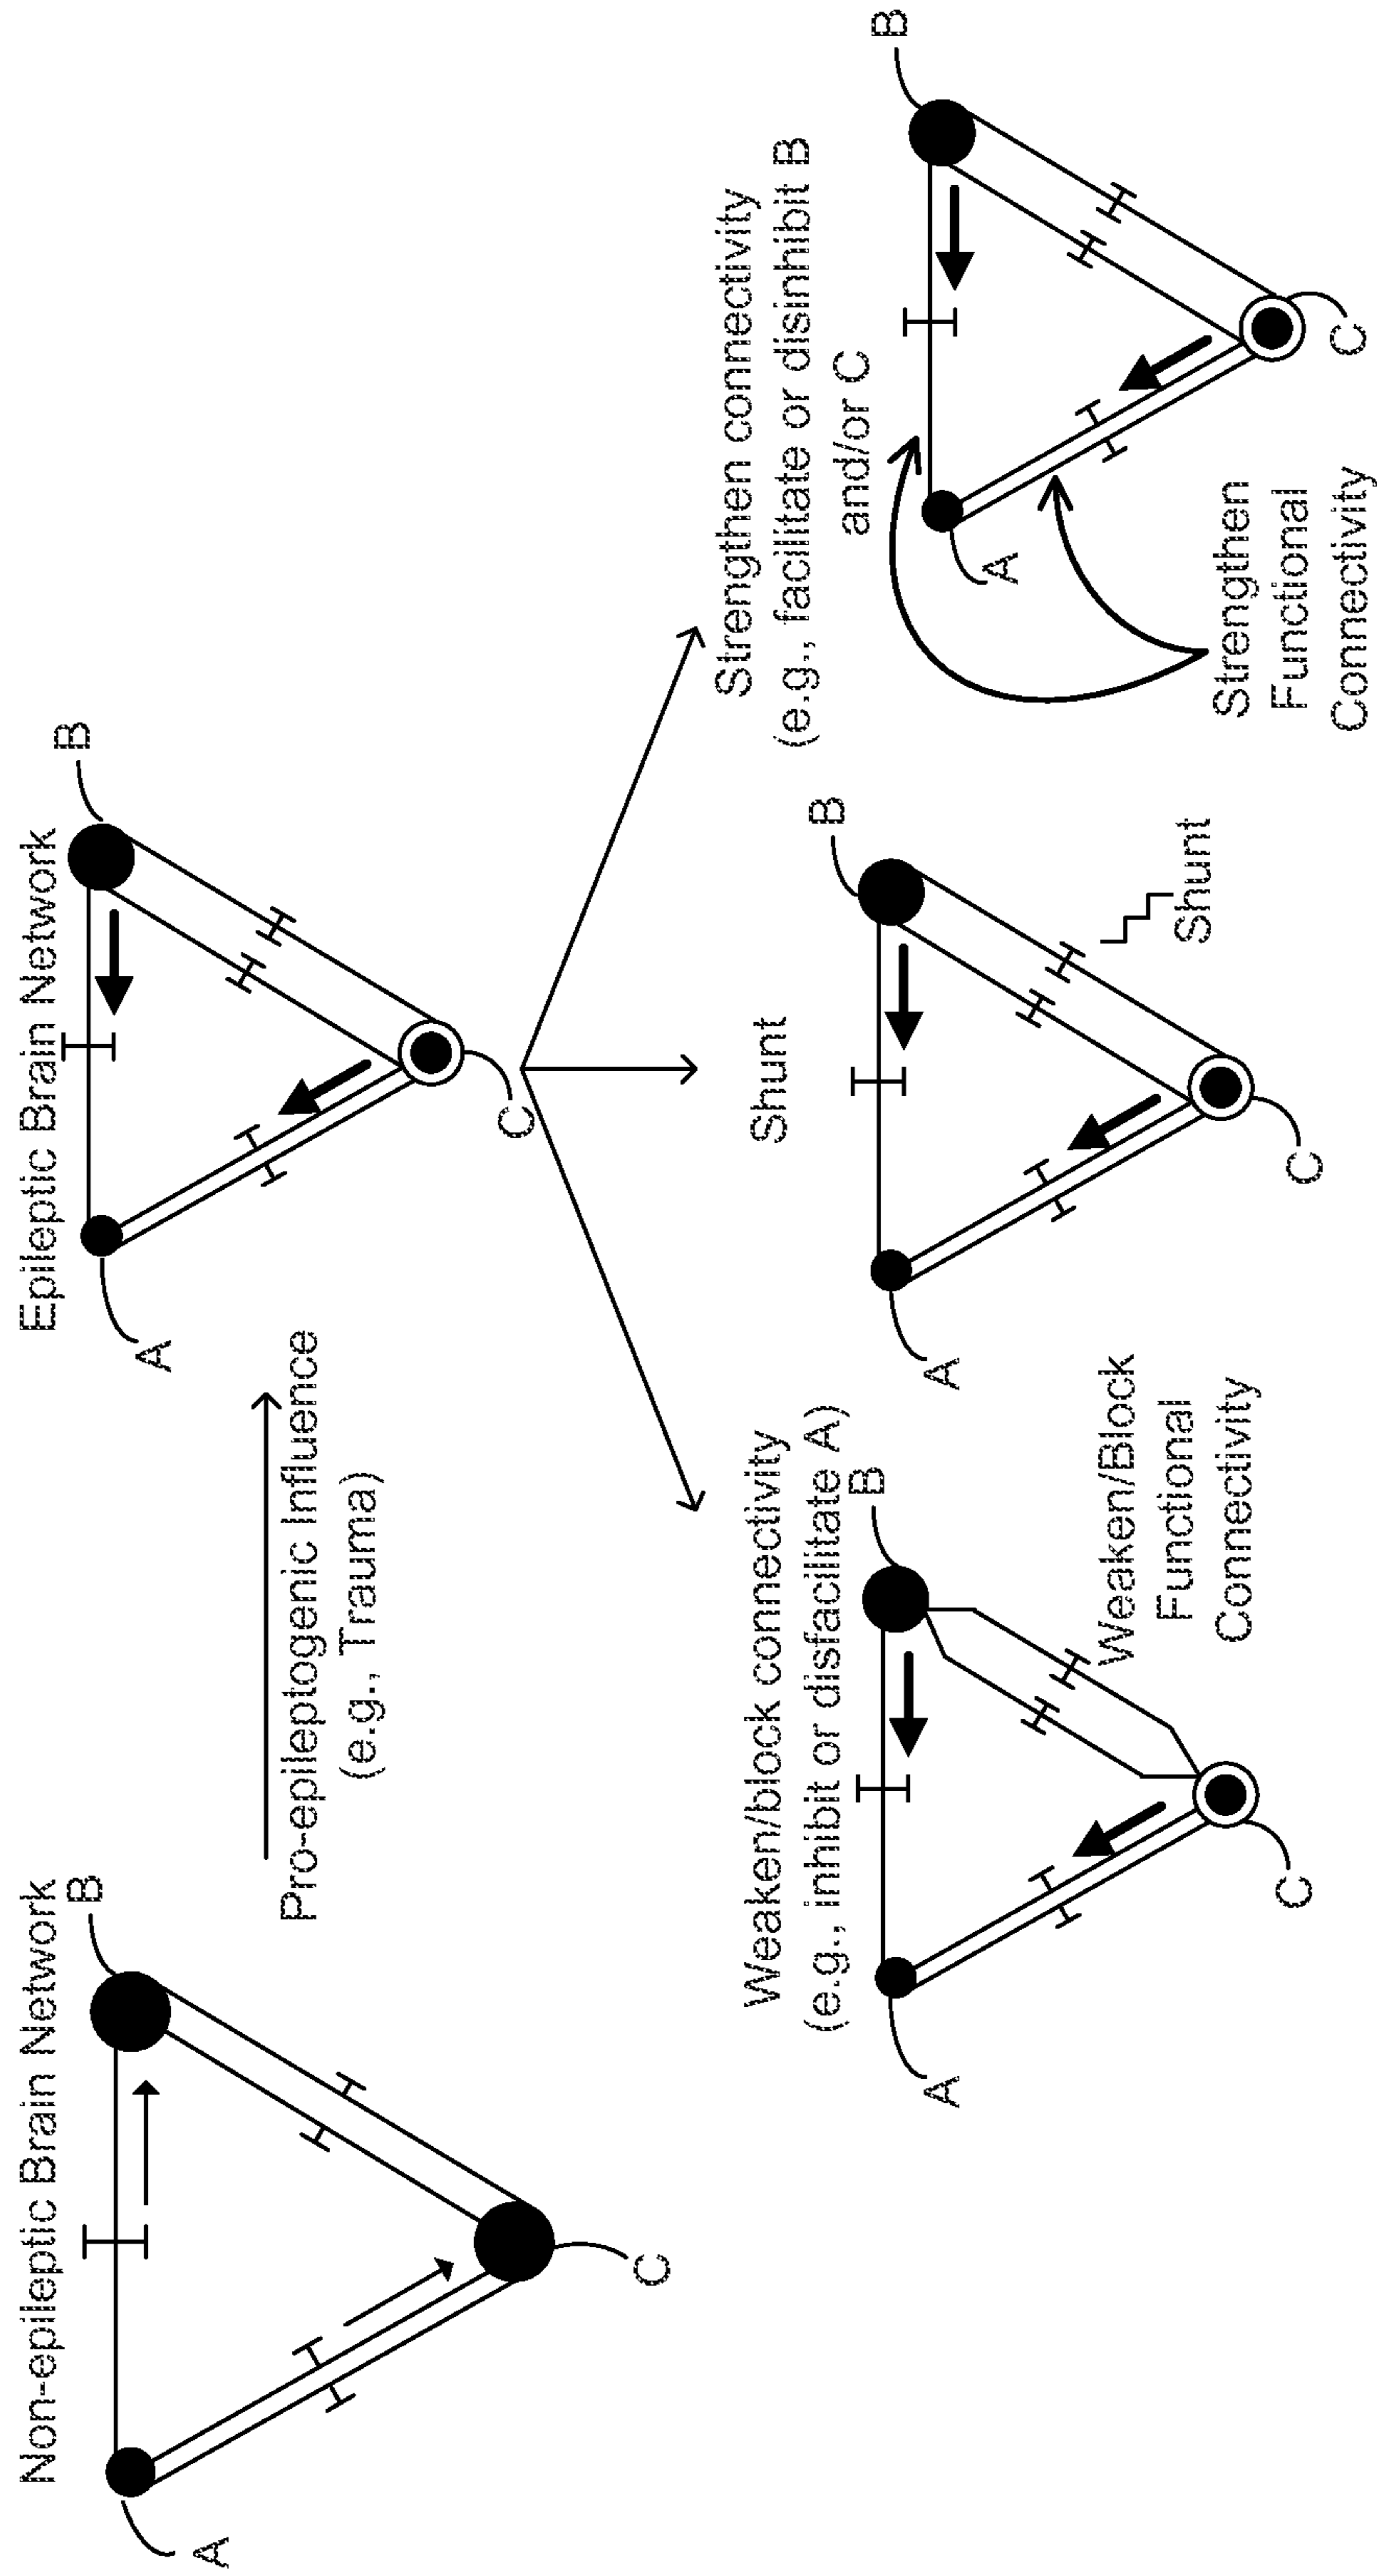 Non-epileptic Brain Network
A
B
C
Pro-epileptogenic Influence
(e.g., Trauma)
Epileptic Brain Network
A
B
C
Weaken/block connectivity
(e.g., inhibit or disfacilitate A)
A
B
C
Weaken/Block
Functional
Connectivity
Shunt
A
B
C
Shunt
Strengthen connectivity
(e.g., facilitate or disinhibit B
and/or C
A
B
C
Strengthen
Functional
Connectivity